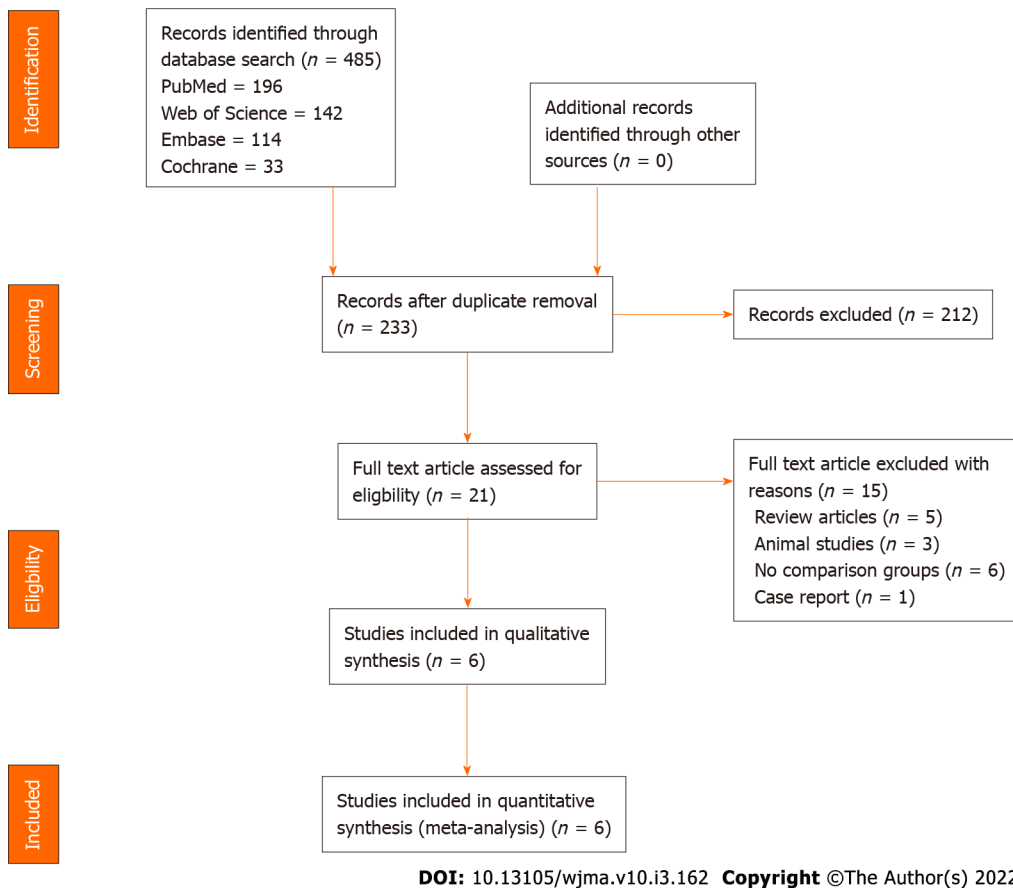 Identification
Records identified through
database search (n = 485)
PubMed = 196
Web of Science = 142
Embase = 114
Cochrane = 33
Additional records
identified through other
sources (n = 0)
Screening
Records after duplicate removal
(n = 233)
Records excluded (n = 212)
Eligbility
Full text article assessed for
eligbility (n = 21)
Full text article excluded with
reasons (n = 15)
Review articles (n = 5)
Animal studies (n = 3)
No comparison groups (n = 6)
Case report (n = 1)
Studies included in qualitative
synthesis (n = 6)
Included
Studies included in quantitative
synthesis (meta-analysis) (n = 6)
DOI: 10.13105/wjma.v10.i3.162 Copyright ©The Author(s) 2022